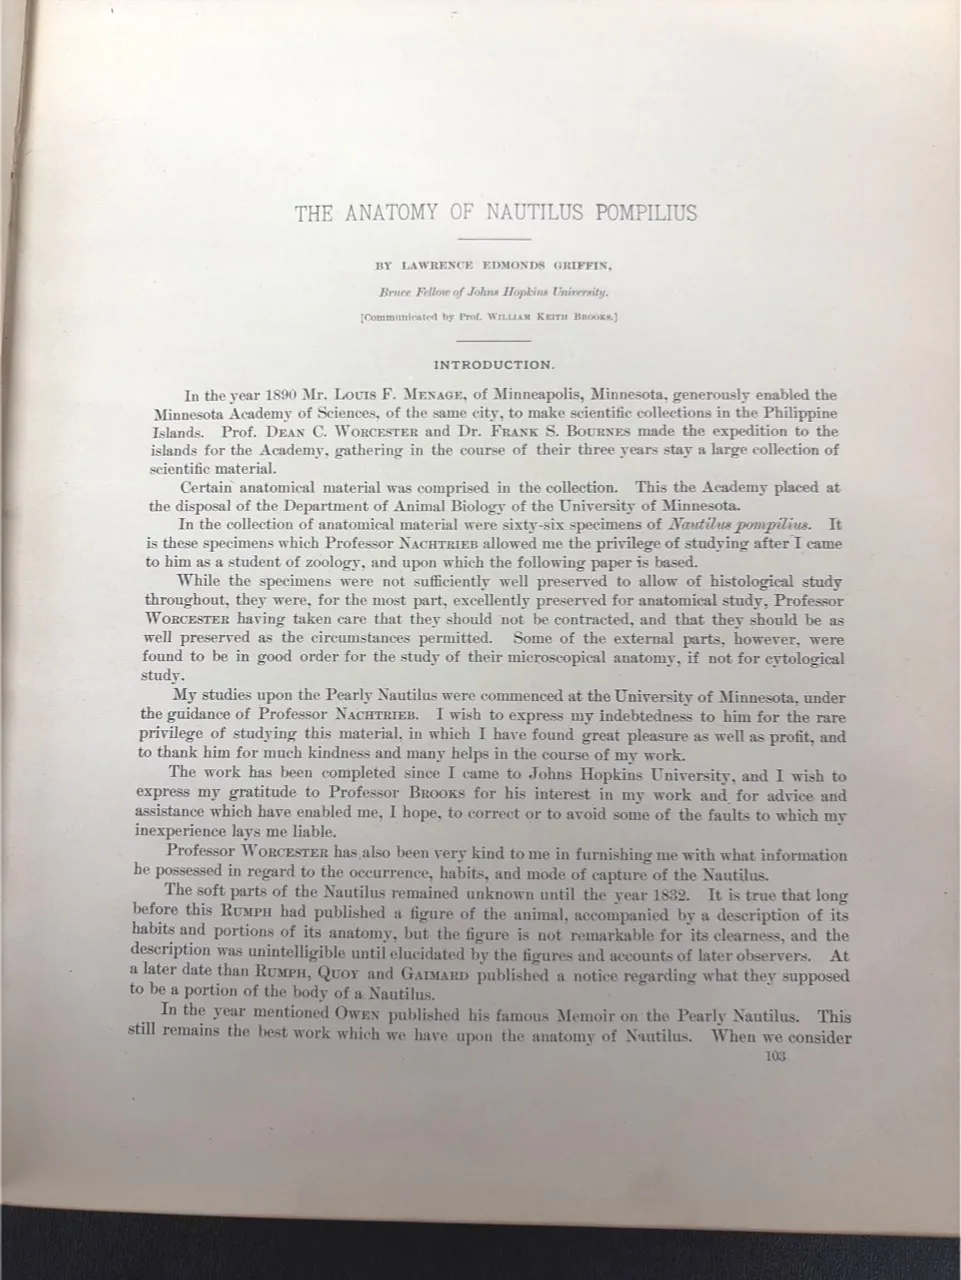 THE ANATOMY OF NAUTILUS POMPILIUS
BY LAWRENCE EDMONDS GRIFFIN,
Bruce Fellow of Johns Hopkins University.
[Communicated by Prof. WILLIAM KEITH BROOKS.]
INTRODUCTION.
In the year 1890 Mr. LOUIS F. MENAGE, of Minneapolis, Minnesota, generously enabled the
Minnesota Academy of Sciences, of the same city, to make scientific collections in the Philippine
Islands. Prof. DEAN C. WORCESTER and Dr. FRANK S. BOURNES made the expedition to the
islands for the Academy, gathering in the course of their three years stay a large collection of
scientific material.
Certain anatomical material was comprised in the collection. This the Academy placed at
the disposal of the Department of Animal Biology of the University of Minnesota.
In the collection of anatomical material were sixty-six specimens of Nautilus pompilius. It
is these specimens which Professor NACHTRIEB allowed me the privilege of studying after I came
to him as a student of zoology, and upon which the following paper is based.
While the specimens were not sufficiently well preserved to allow of histological study
throughout, they were, for the most part, excellently preserved for anatomical study, Professor
WORCESTER having taken care that they should not be contracted, and that they should be as
well preserved as the circumstances permitted. Some of the external parts, however, were
found to be in good order for the study of their microscopical anatomy, if not for cytological
study.
My studies upon the Pearly Nautilus were commenced at the University of Minnesota, under
the guidance of Professor NACHTRIEB. I wish to express my indebtedness to him for the rare
privilege of studying this material, in which I have found great pleasure as well as profit, and
to thank him for much kindness and many helps in the course of my work.
The work has been completed since I came to Johns Hopkins University, and I wish to
express my gratitude to Professor BROOKS for his interest in my work and for advice and
assistance which have enabled me, I hope, to correct or to avoid some of the faults to which my
inexperience lays me liable.
Professor WORCESTER has also been very kind to me in furnishing me with what information
he possessed in regard to the occurrence, habits, and mode of capture of the Nautilus.
The soft parts of the Nautilus remained unknown until the year 1832. It is true that long
before this RUMPH had published a figure of the animal, accompanied by a description of its
habits and portions of its anatomy, but the figure is not remarkable for its clearness, and the
description was unintelligible until elucidated by the figures and accounts of later observers. At
a later date than RUMPH, QUOY and GAIMARD published a notice regarding what they supposed
to be a portion of the body of a Nautilus.
In the year mentioned OWEN published his famous Memoir on the Pearly Nautilus. This
still remains the best work which we have upon the anatomy of Nautilus. When we consider
103